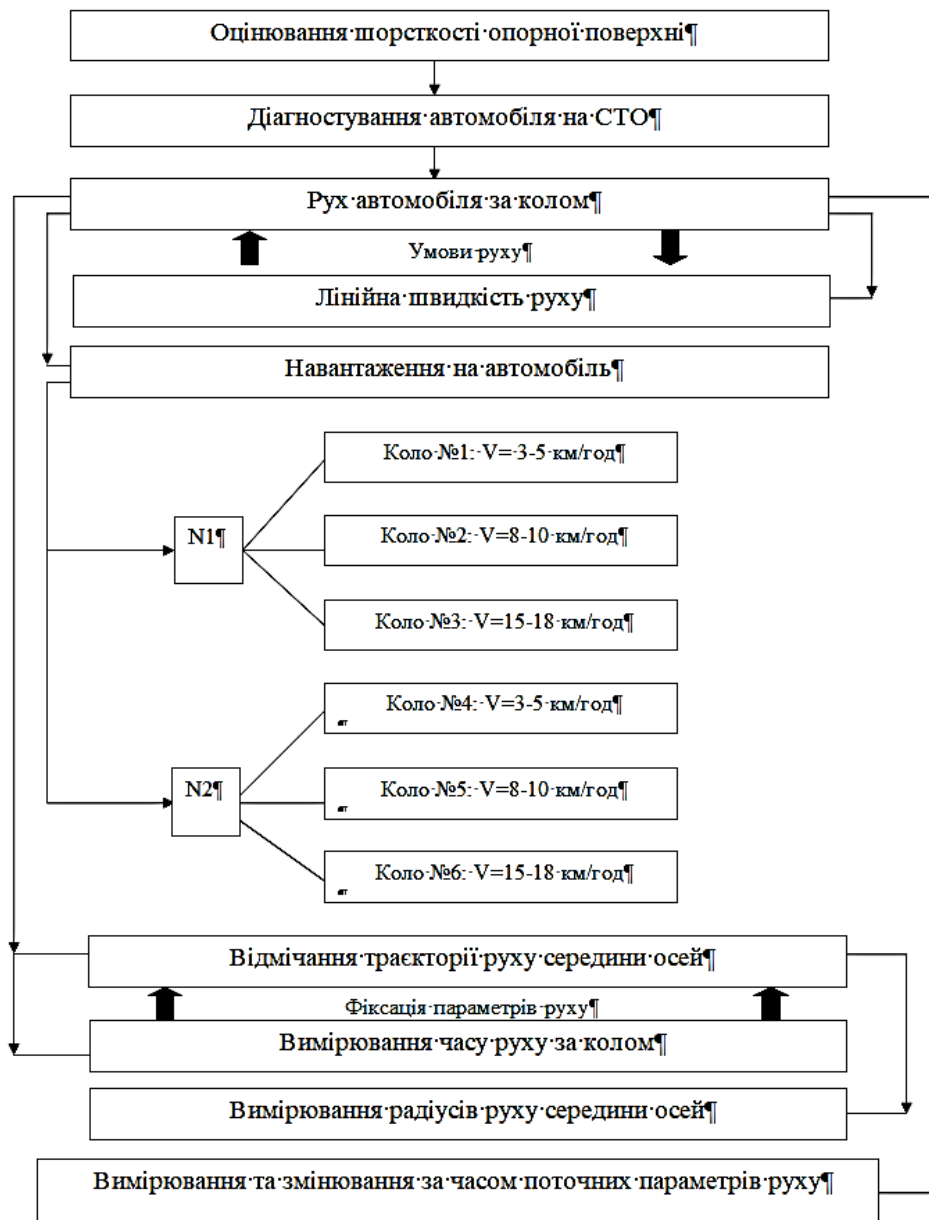 Оцінювання·шорсткості·опорної·поверхні¶
Діагностування·автомобіля·на·СТО¶
Рух·автомобіля·за·колом¶
Умови·руху¶
Лінійна·швидкість·руху¶
Навантаження·на·автомобіль¶
Коло·№1:·V=·3-5·км/год¶
N1¶
Коло·№2:·V=8-10·км/год¶
Коло·№3:·V=15-18·км/год¶
Коло·№4:·V=3-5·км/год¶
¶
N2¶
Коло·№5:·V=8-10·км/год¶
¶
Коло·№6:·V=15-18·км/год¶
¶
Відмічання·траєкторії·руху·середини·осей¶
Фіксація·параметрів·руху¶
Вимірювання·часу·руху·за·колом¶
Вимірювання·радіусів·руху·середини·осей¶
Вимірювання·та·змінювання·за·часом·поточних·параметрів·руху¶